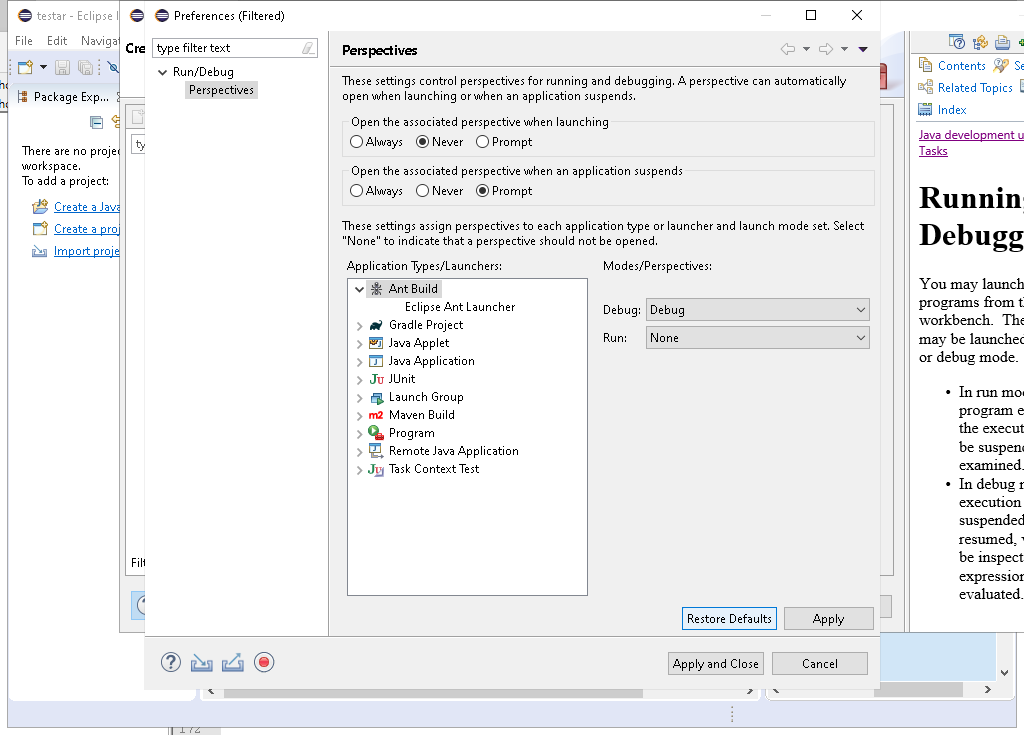 testar - Eclipse I
Preferences (Filtered)
File Edit Navigat
Cre
type filter text
Run/Debug
Perspectives
Package Exp...
There are no projec
workspace.
To add a project:
Create a Java
Create a proj
Import proje
ty
Filt
Perspectives
These settings control perspectives for running and debugging. A perspective can automatically
open when launching or when an application suspends.
Open the associated perspective when launching
Always Never Prompt
Open the associated perspective when an application suspends
Always Never Prompt
These settings assign perspectives to each application type or launcher and launch mode set. Select
"None" to indicate that a perspective should not be opened.
Application Types/Launchers:
Ant Build
Eclipse Ant Launcher
Gradle Project
Java Applet
Java Application
JUnit
Launch Group
Maven Build
Program
Remote Java Application
Task Context Test
Modes/Perspectives:
Debug: Debug
Run: None
Restore Defaults Apply
Apply and Close Cancel
Contents Se
Related Topics
Index
Java development u
Tasks
Running
Debugg
You may launch
programs from th
workbench. The
may be launched
or debug mode.
• In run mod
program e
the execut
be suspend
examined.
• In debug m
execution
suspended
resumed, v
be inspect
expression
evaluated.
172